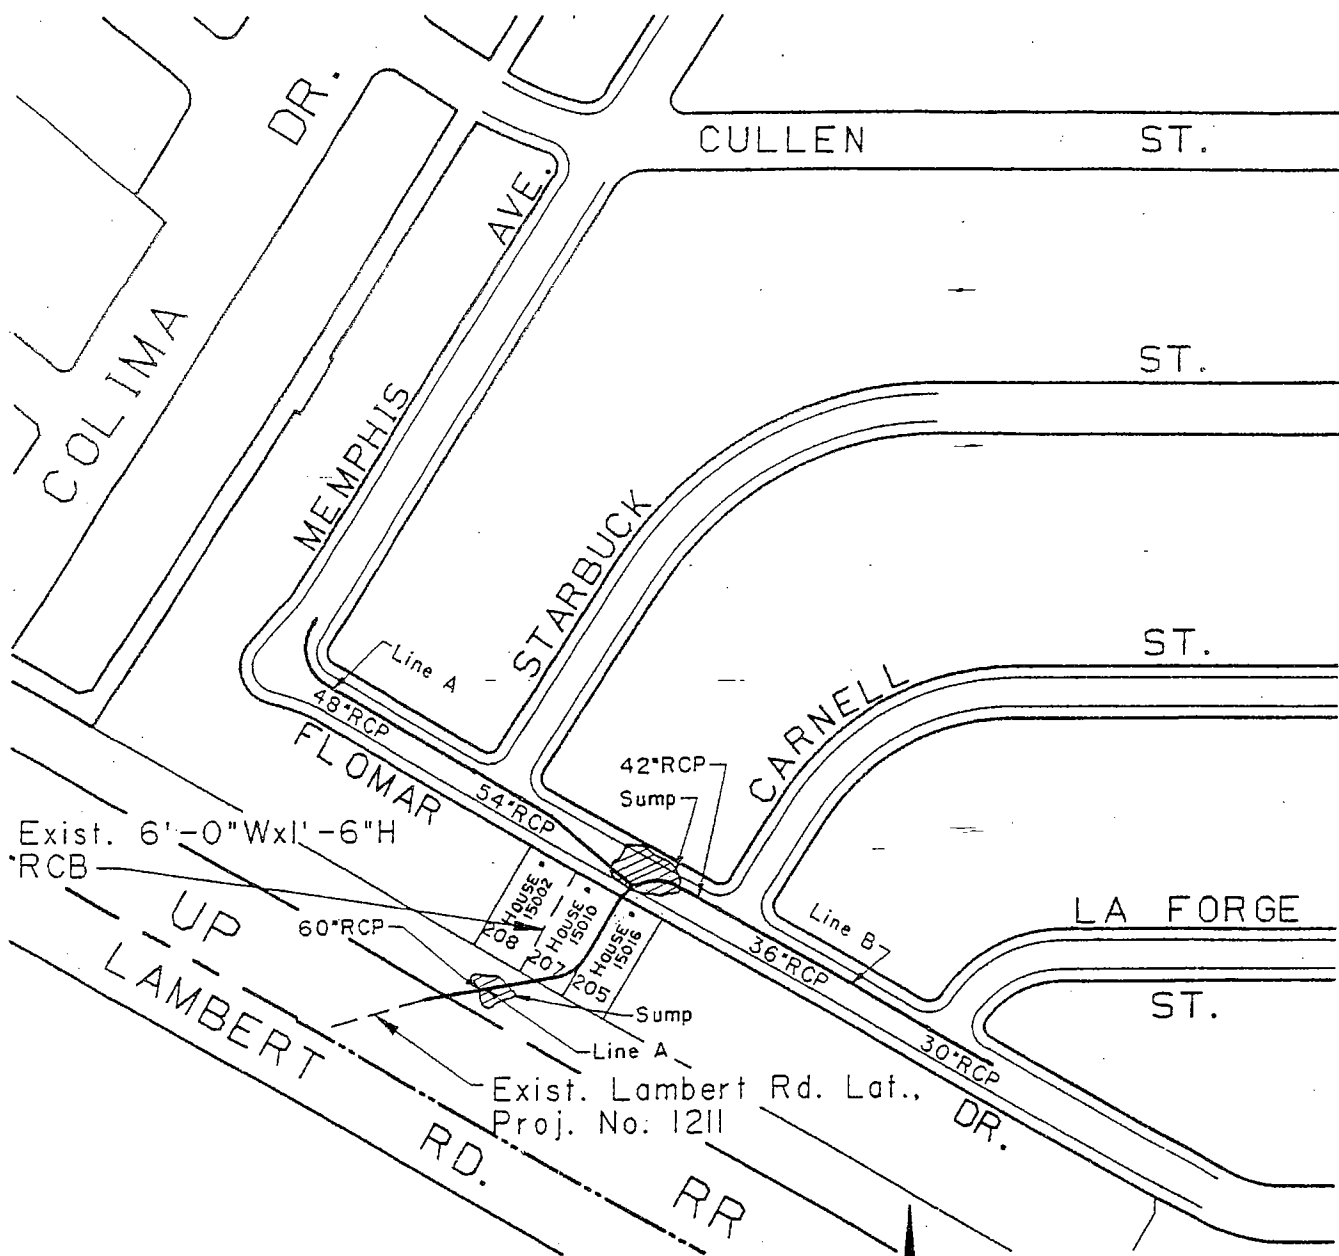 COLIMA DR.
CULLEN ST.
MEMPHIS AVE.
STARBUCK ST.
CARNELL ST.
LA FORGE ST.
Line A
48"RCP
FLOMAR DR.
54"RCP
42"RCP
Sump
Exist. 6'-0"Wx1'-6"H
"RCB
HOUSE
15002
208
HOUSE
15010
207
HOUSE
15016
205
60"RCP
Line B
36"RCP
30"RCP
Sump
Line A
UP RR
LAMBERT RD.
Exist. Lambert Rd. Lat.,
Proj. No. 1211